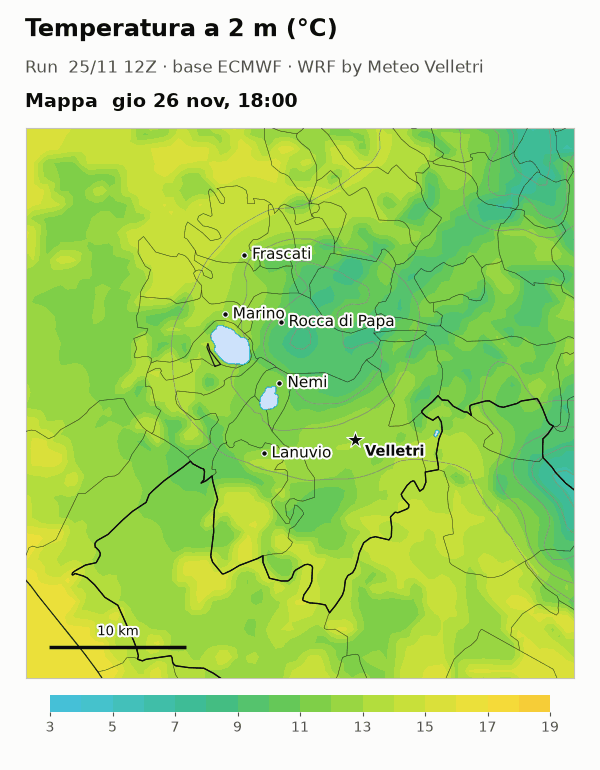 Temperatura a 2 m (°C)
Run  25/11 12Z · base ECMWF · WRF by Meteo Velletri
Mappa  gio 26 nov, 18:00
Frascati
Marino
Rocca di Papa
Nemi
Velletri
Lanuvio
10 km
3 5 7 9 11 13 15 17 19